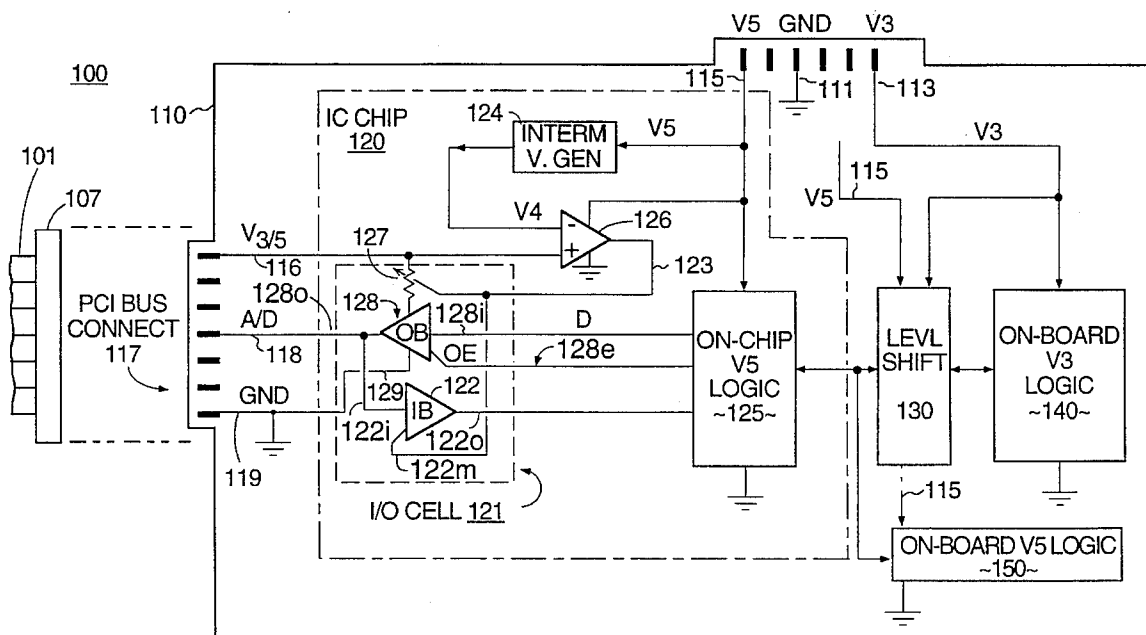 V5 GND V3
100
110
115
111
113
IC CHIP
120
124
INTERM
V. GEN
V5
V3
115
V5
101
107
V4
126
V3/5
116
127
123
PCI BUS
CONNECT
117
128o
128
128i
D
A/D
118
OB
OE
128e
ON-CHIP
V5
LOGIC
~125~
LEVL
SHIFT
130
ON-BOARD
V3
LOGIC
~140~
GND
129
122
IB
122i
122o
119
122m
I/O CELL 121
115
ON-BOARD V5 LOGIC
~150~